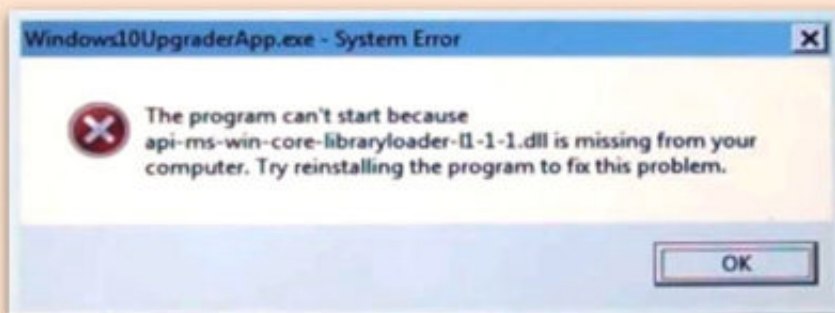 Windows10UpgraderApp.exe - System Error
The program can't start because
api-ms-win-core-libraryloader-l1-1-1.dll is missing from your
computer. Try reinstalling the program to fix this problem.
OK